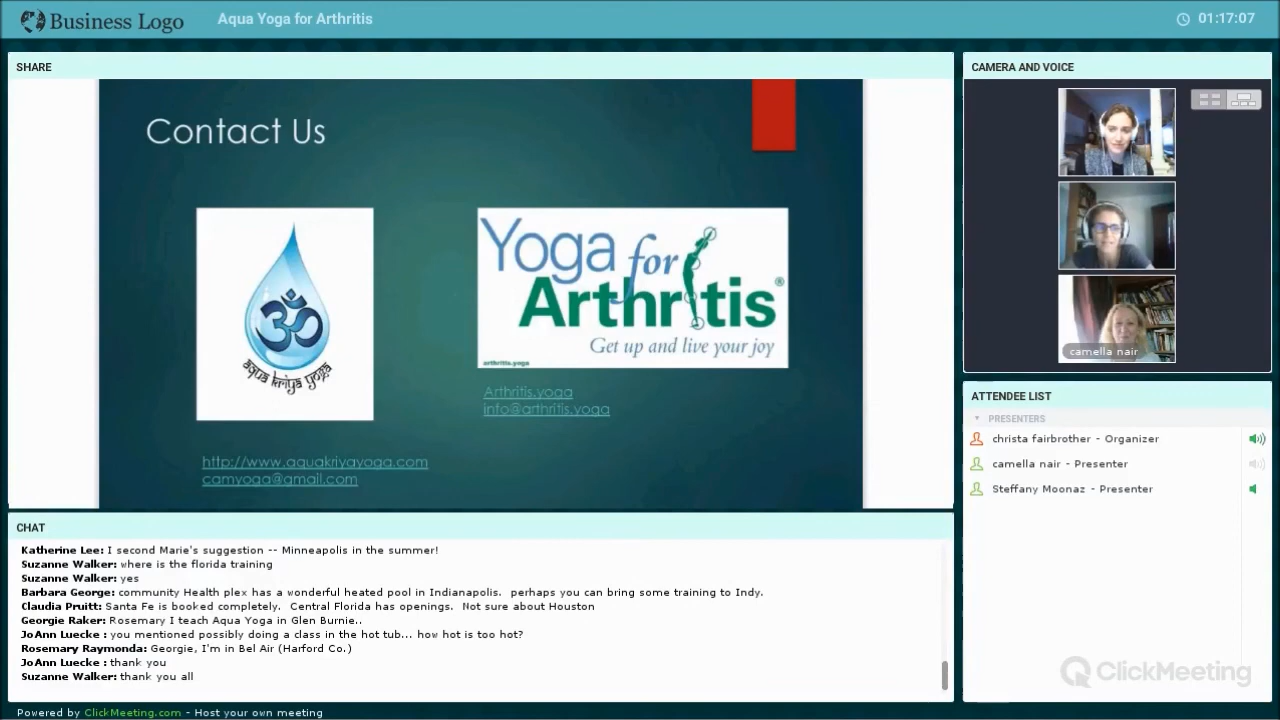 Business Logo
Aqua Yoga for Arthritis
01:17:07
SHARE
Contact Us
ॐ
aqua kriya yoga
Yoga for
Arthritis®
Get up and live your joy
arthritis.yoga
Arthritis.yoga
info@arthritis.yoga
http://www.aquakriyayoga.com
camyoga@gmail.com
CAMERA AND VOICE
camella nair
ATTENDEE LIST
PRESENTERS
christa fairbrother - Organizer
camella nair - Presenter
Steffany Moonaz - Presenter
CHAT
Katherine Lee: I second Marie's suggestion -- Minneapolis in the summer!
Suzanne Walker: where is the florida training
Suzanne Walker: yes
Barbara George: community Health plex has a wonderful heated pool in Indianapolis.  perhaps you can bring some training to Indy.
Claudia Pruitt: Santa Fe is booked completely.  Central Florida has openings.  Not sure about Houston
Georgie Raker: Rosemary I teach Aqua Yoga in Glen Burnie..
JoAnn Luecke : you mentioned possibly doing a class in the hot tub... how hot is too hot?
Rosemary Raymonda: Georgie, I'm in Bel Air (Harford Co.)
JoAnn Luecke : thank you
Suzanne Walker: thank you all
ClickMeeting
Powered by ClickMeeting.com - Host your own meeting